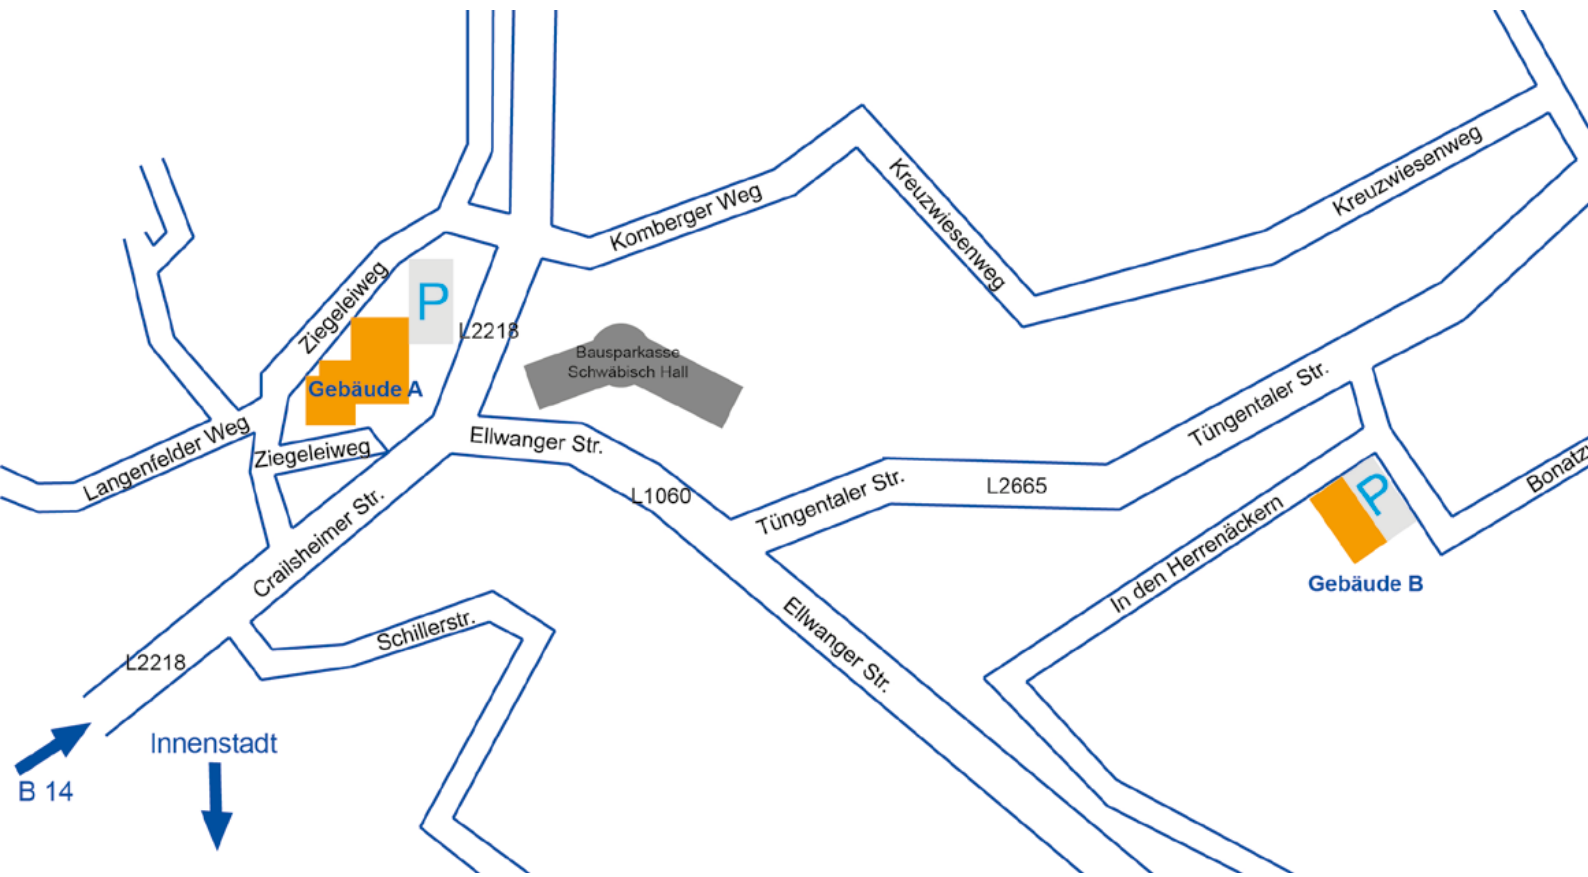 Kreuzwiesenweg
Komberger Weg
Kreuzwiesenweg
Ziegeleiweg
P
L2218
Bausparkasse
Schwäbisch Hall
Gebäude A
Tüngentaler Str.
Langenfelder Weg
Ziegeleiweg
Ellwanger Str.
L1060
Tüngentaler Str.
L2665
P
Bonatzw
In den Herrenäckern
Gebäude B
Crailsheimer Str.
Schillerstr.
Ellwanger Str.
L2218
Innenstadt
B 14